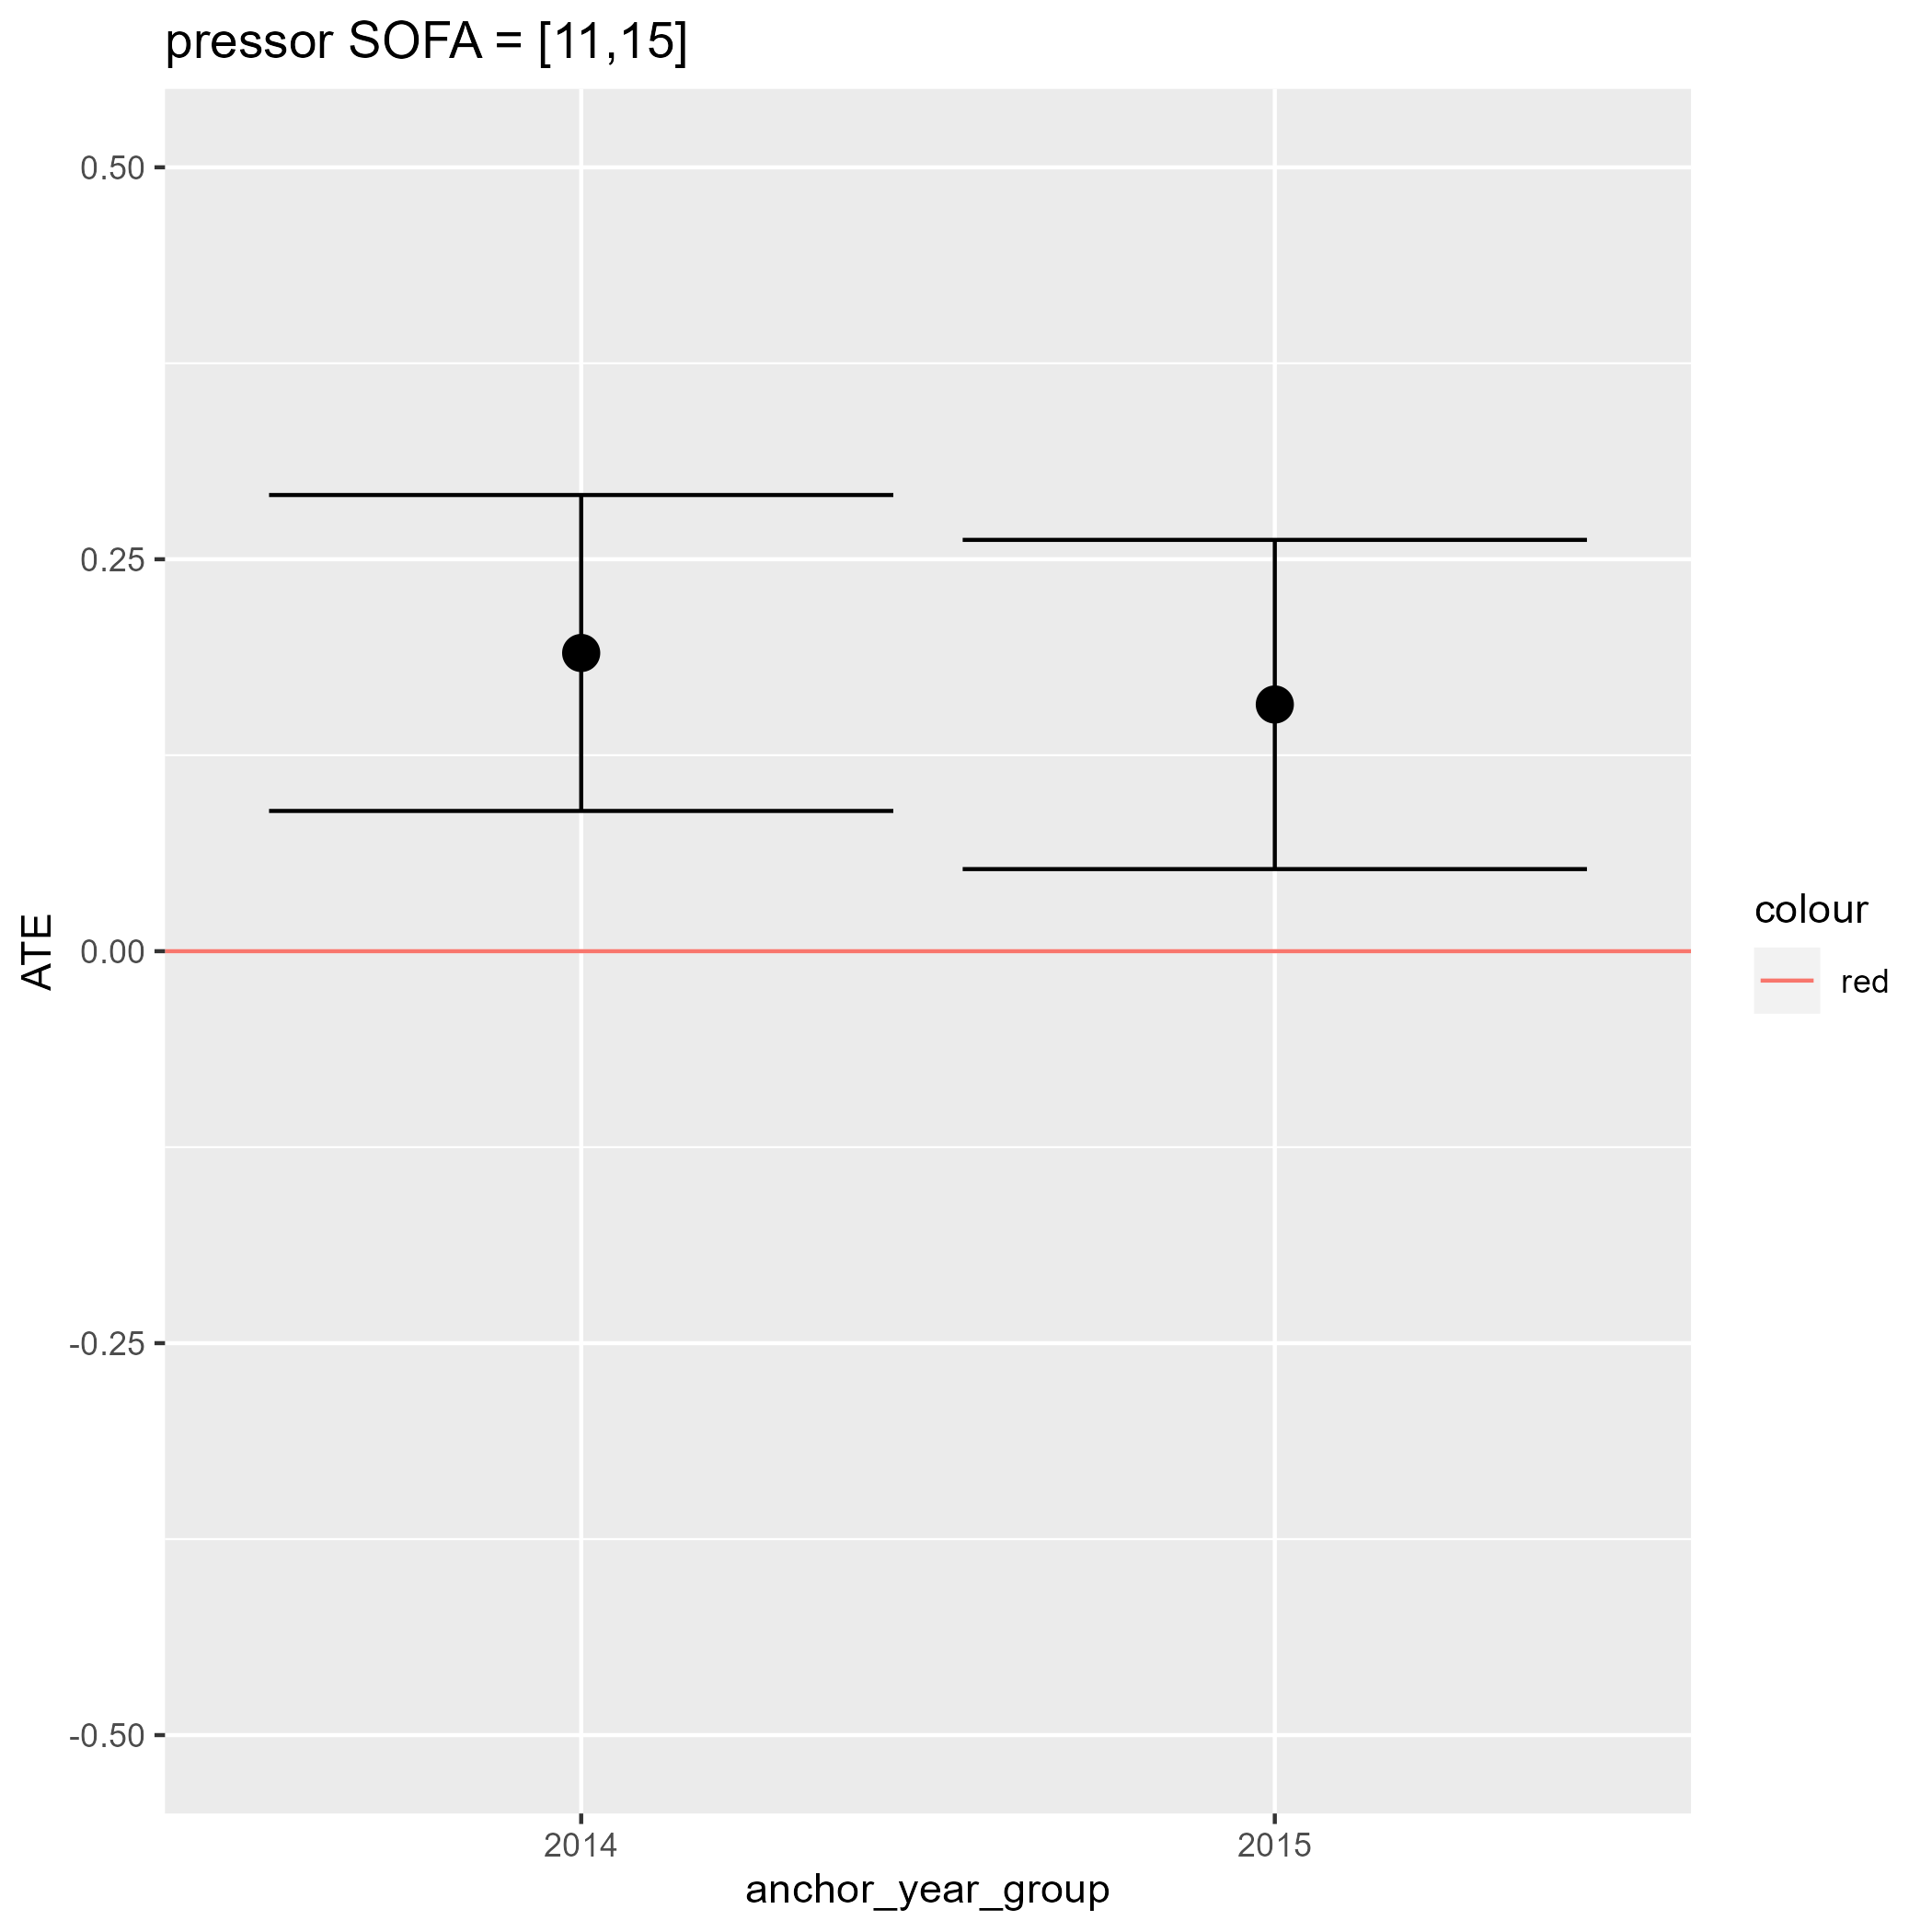 pressor SOFA = [11,15]
0.50
0.25
0.00
-0.25
-0.50
ATE
2014
2015
anchor_year_group
colour
red